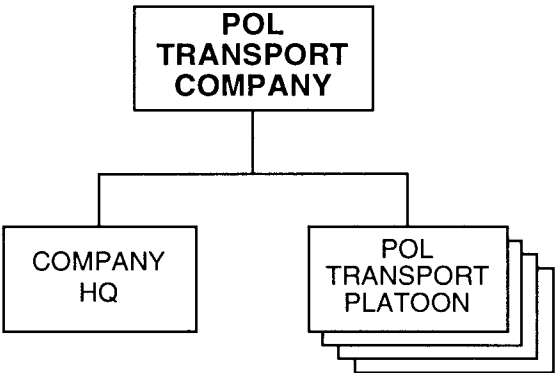 POL
TRANSPORT
COMPANY
COMPANY
HQ
POL
TRANSPORT
PLATOON